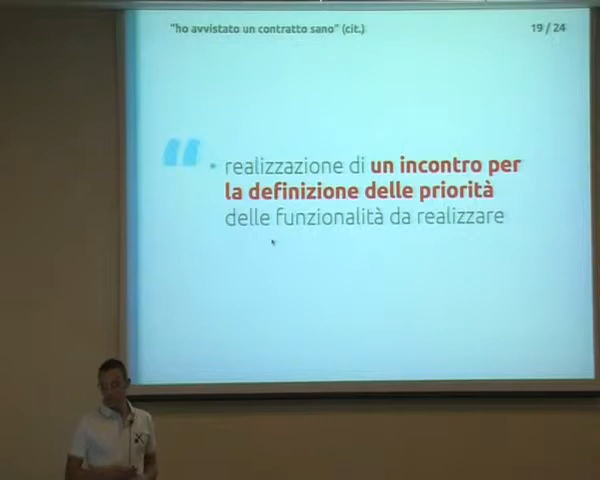 "ho avvistato un contratto sano" (cit.)
19 / 24
“
• realizzazione di un incontro per
la definizione delle priorità
delle funzionalità da realizzare